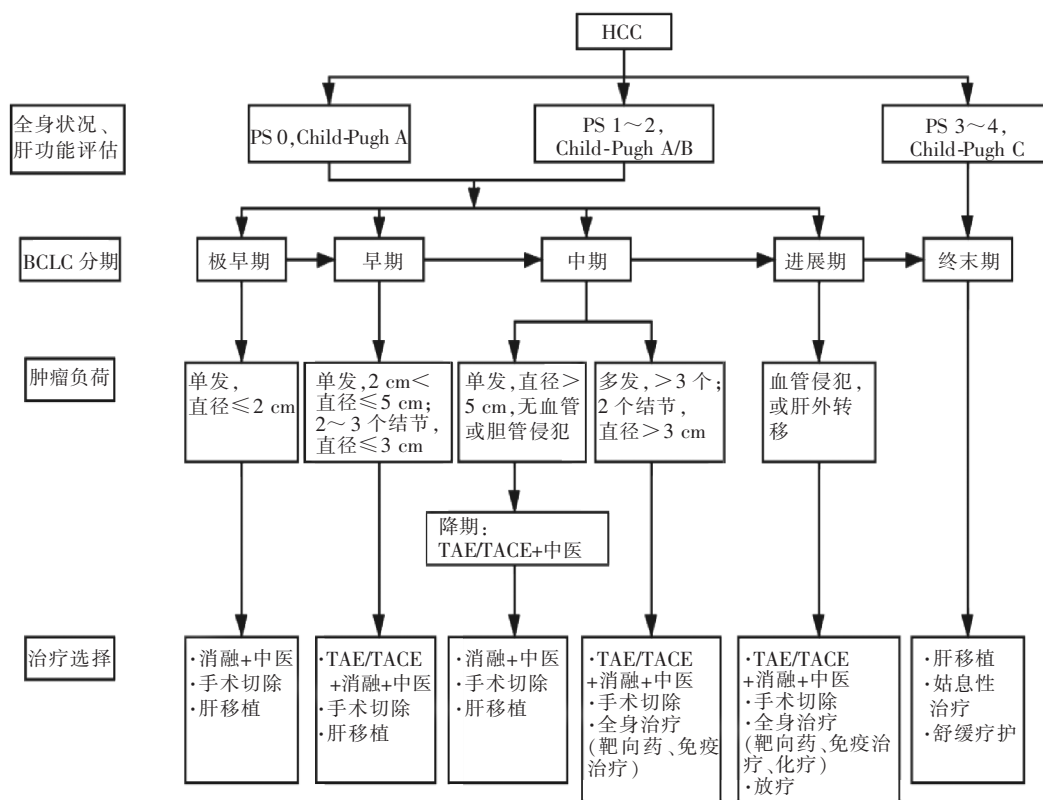 HCC
全身状况、
肝功能评估
PS 0,Child-Pugh A
PS 1～2,
Child-Pugh A/B
PS 3～4,
Child-Pugh C
BCLC 分期
极早期
早期
中期
进展期
终末期
肿瘤负荷
单发,
直径≤2 cm
单发,2 cm<
直径≤5 cm;
2～3 个结节,
直径≤3 cm
单发,直径>
5 cm,无血管
或胆管侵犯
多发,>3 个;
2 个结节,
直径>3 cm
血管侵犯,
或肝外转
移
降期:
TAE/TACE+中医
治疗选择
·消融+中医
·手术切除
·肝移植
·TAE/TACE
+消融+中医
·手术切除
·肝移植
·消融+中医
·手术切除
·肝移植
·TAE/TACE
+消融+中医
·手术切除
·全身治疗
(靶向药、免疫
治疗)
·TAE/TACE
+消融+中医
·手术切除
·全身治疗
(靶向药、免疫治
疗、化疗)
·放疗
·肝移植
·姑息性
治疗
·舒缓疗护